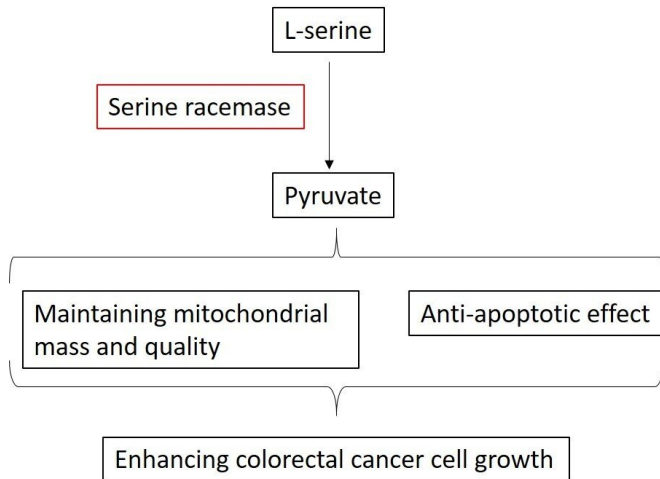 L-serine
Serine racemase
Pyruvate
Maintaining mitochondrial
mass and quality
Anti-apoptotic effect
Enhancing colorectal cancer cell growth